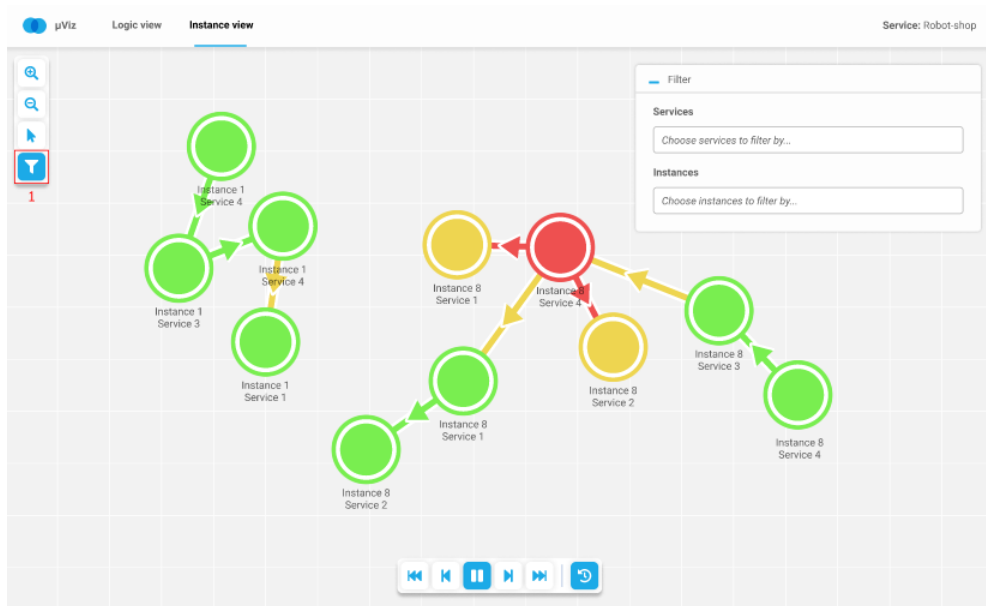 μViz
Logic view
Instance view
Service: Robot-shop
Filter
Services
Choose services to filter by...
Instances
Choose instances to filter by...
1
Instance 1
Service 4
Instance 1
Service 4
Instance 1
Service 3
Instance 1
Service 1
Instance 8
Service 1
Instance 8
Service 4
Instance 8
Service 3
Instance 8
Service 2
Instance 8
Service 1
Instance 8
Service 4
Instance 8
Service 2